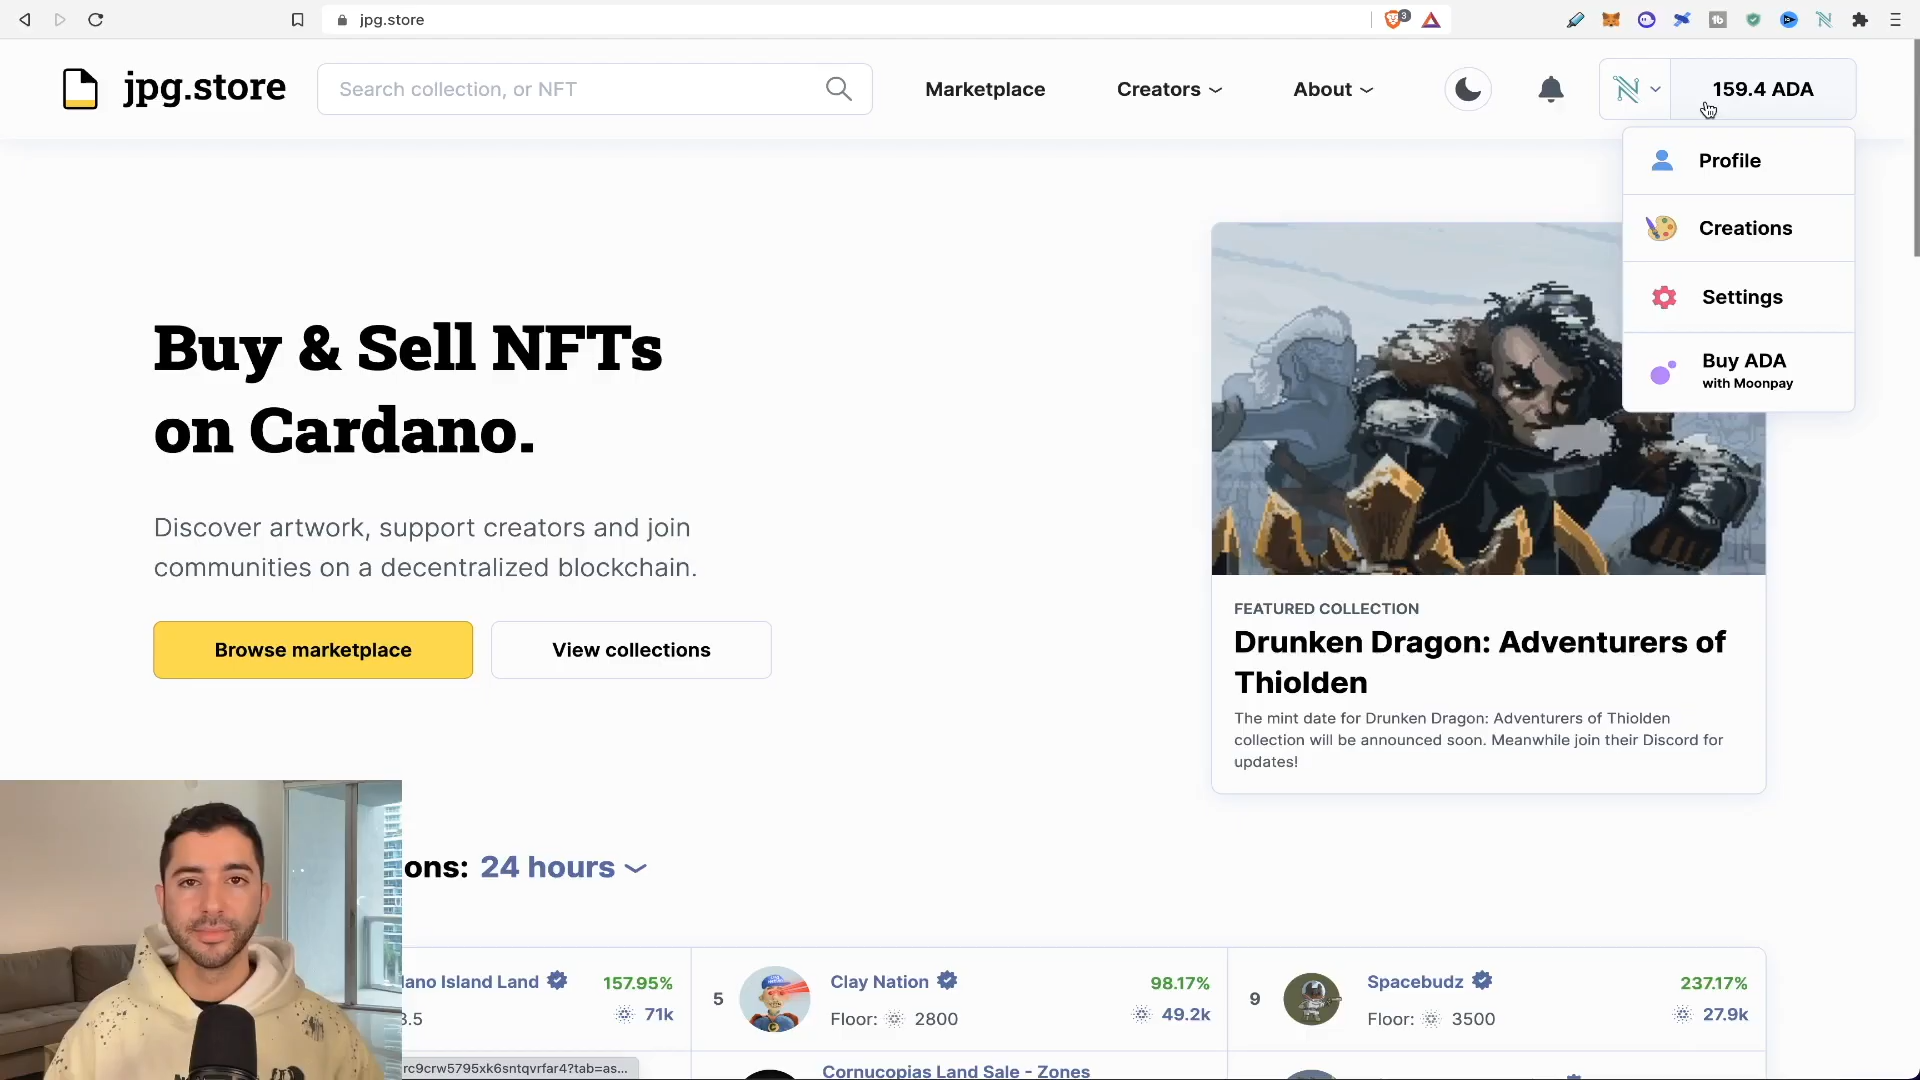 jpg.store
3
jpg.store
Search collection, or NFT
Marketplace
Creators
About
159.4 ADA
Profile
Creations
Settings
Buy ADA
with Moonpay
Buy & Sell NFTs
on Cardano.
Discover artwork, support creators and join
communities on a decentralized blockchain.
Browse marketplace
View collections
FEATURED COLLECTION
Drunken Dragon: Adventurers of
Thiolden
The mint date for Drunken Dragon: Adventurers of Thiolden
collection will be announced soon. Meanwhile join their Discord for
updates!
ons: 24 hours
ano Island Land
157.95%
3.5
71k
5
Clay Nation
98.17%
Floor: 2800
49.2k
9
Spacebudz
237.17%
Floor: 3500
27.9k
rc9crw5795xk6sntqvrfar4?tab=as...
Cornucopias Land Sale - Zones